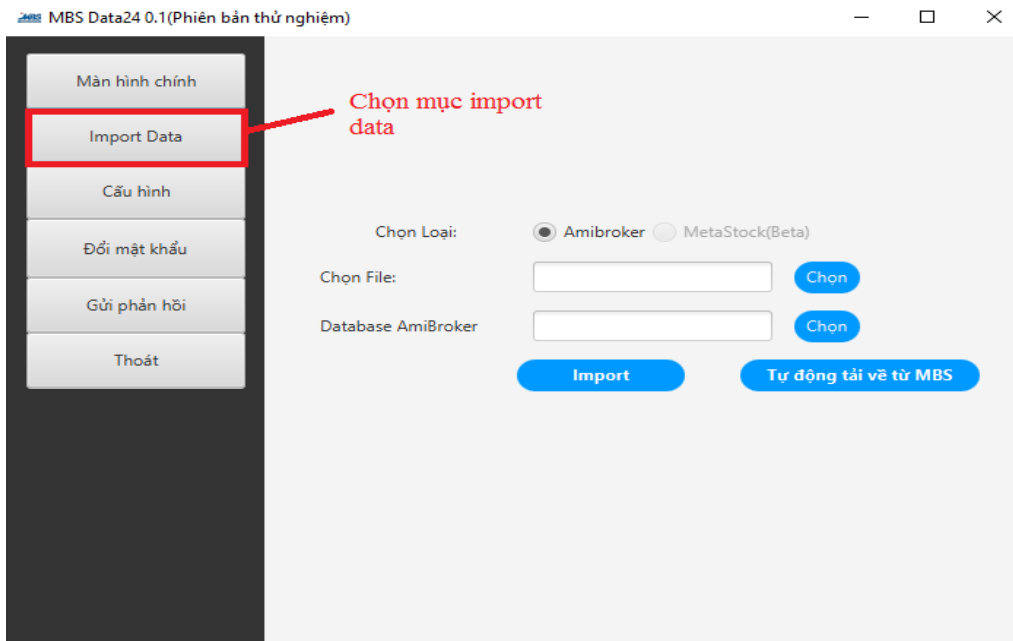 MBS MBS Data24 0.1(Phiên bản thử nghiệm)
Màn hình chính
Import Data
Cấu hình
Đổi mật khẩu
Gửi phản hồi
Thoát
Chọn mục import
data
Chọn Loại: Amibroker MetaStock(Beta)
Chọn File: Chọn
Database AmiBroker Chọn
Import Tự động tải về từ MBS